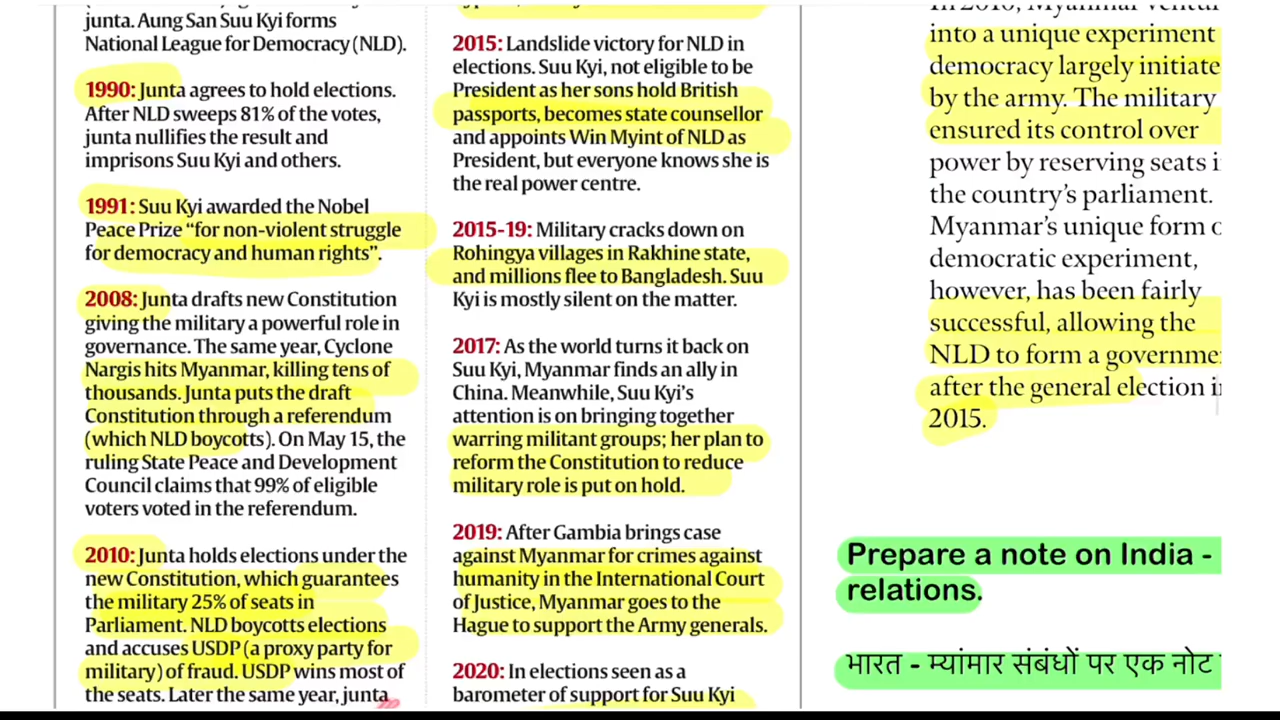 junta. Aung San Suu Kyi forms
National League for Democracy (NLD).
1990: Junta agrees to hold elections.
After NLD sweeps 81% of the votes,
junta nullifies the result and
imprisons Suu Kyi and others.
1991: Suu Kyi awarded the Nobel
Peace Prize “for non-violent struggle
for democracy and human rights”.
2008: Junta drafts new Constitution
giving the military a powerful role in
governance. The same year, Cyclone
Nargis hits Myanmar, killing tens of
thousands. Junta puts the draft
Constitution through a referendum
(which NLD boycotts). On May 15, the
ruling State Peace and Development
Council claims that 99% of eligible
voters voted in the referendum.
2010: Junta holds elections under the
new Constitution, which guarantees
the military 25% of seats in
Parliament. NLD boycotts elections
and accuses USDP (a proxy party for
military) of fraud. USDP wins most of
the seats. Later the same year, junta
2015: Landslide victory for NLD in
elections. Suu Kyi, not eligible to be
President as her sons hold British
passports, becomes state counsellor
and appoints Win Myint of NLD as
President, but everyone knows she is
the real power centre.
2015-19: Military cracks down on
Rohingya villages in Rakhine state,
and millions flee to Bangladesh. Suu
Kyi is mostly silent on the matter.
2017: As the world turns it back on
Suu Kyi, Myanmar finds an ally in
China. Meanwhile, Suu Kyi’s
attention is on bringing together
warring militant groups; her plan to
reform the Constitution to reduce
military role is put on hold.
2019: After Gambia brings case
against Myanmar for crimes against
humanity in the International Court
of Justice, Myanmar goes to the
Hague to support the Army generals.
2020: In elections seen as a
barometer of support for Suu Kyi
In 2010, Myanmar ventur
into a unique experiment
democracy largely initiate
by the army. The military
ensured its control over
power by reserving seats i
the country’s parliament.
Myanmar’s unique form o
democratic experiment,
however, has been fairly
successful, allowing the
NLD to form a governme
after the general election i
2015.
Prepare a note on India -
relations.
भारत - म्यांमार संबंधों पर एक नोट